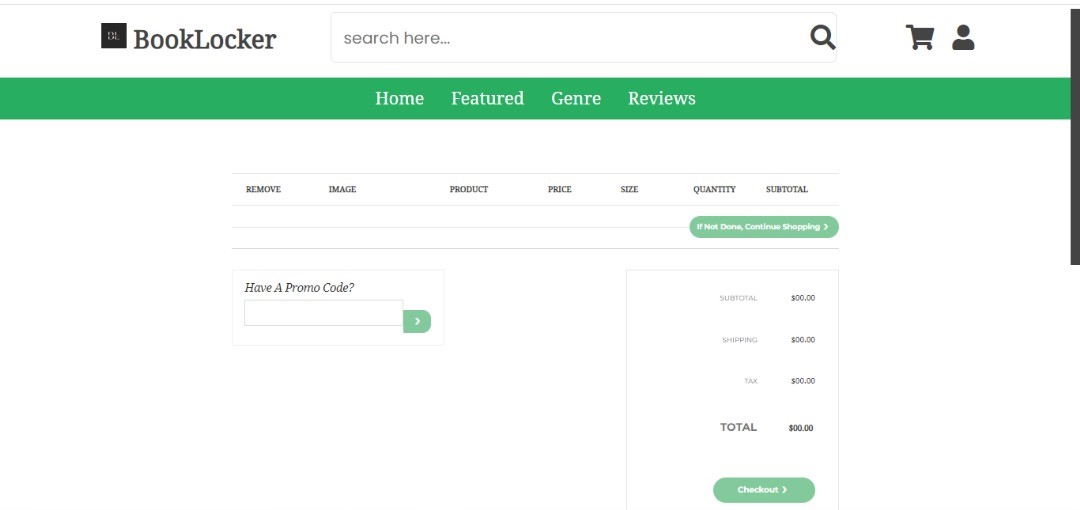 BL BookLocker
search here...
Home Featured Genre Reviews
REMOVE IMAGE PRODUCT PRICE SIZE QUANTITY SUBTOTAL
If Not Done, Continue Shopping
Have A Promo Code?
SUBTOTAL $00.00
SHIPPING $00.00
TAX $00.00
TOTAL $00.00
Checkout